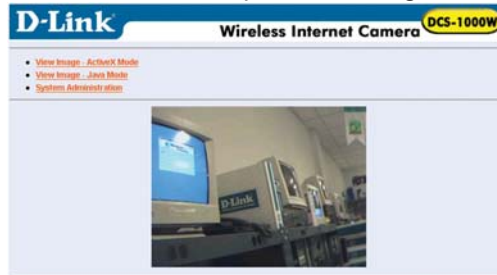 D-Link
Wireless Internet Camera
DCS-1000W
View Image - ActiveX Mode
View Image - Java Mode
System Administration
D-Link